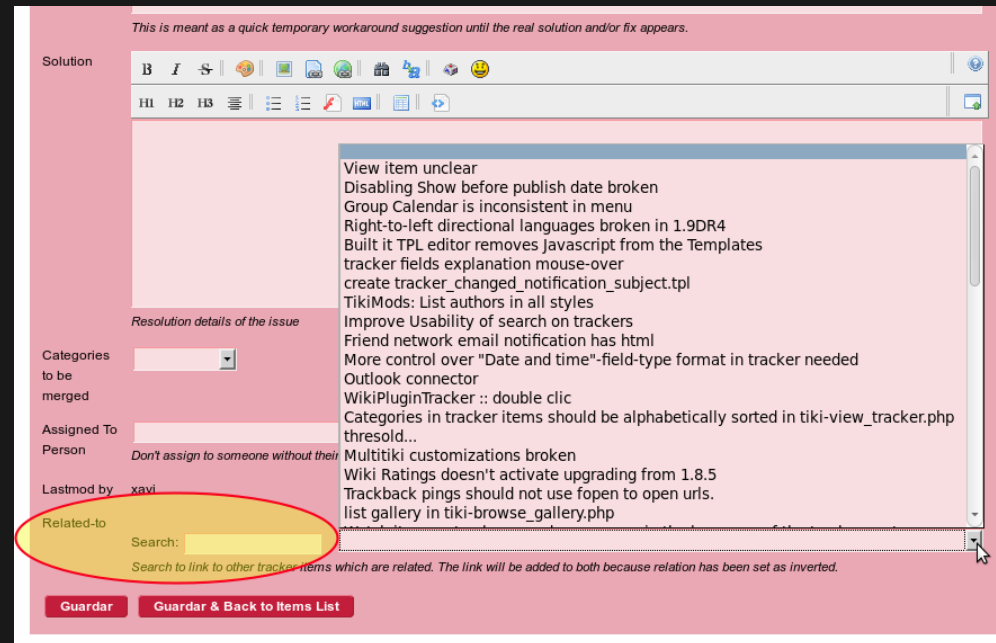 This is meant as a quick temporary workaround suggestion until the real solution and/or fix appears.
Solution
B I S
H1 H2 H3 HTML
View item unclear
Disabling Show before publish date broken
Group Calendar is inconsistent in menu
Right-to-left directional languages broken in 1.9DR4
Built it TPL editor removes Javascript from the Templates
tracker fields explanation mouse-over
create tracker_changed_notification_subject.tpl
TikiMods: List authors in all styles
Improve Usability of search on trackers
Friend network email notification has html
More control over "Date and time"-field-type format in tracker needed
Outlook connector
WikiPluginTracker :: double clic
Categories in tracker items should be alphabetically sorted in tiki-view_tracker.php
thresold...
Multitiki customizations broken
Wiki Ratings doesn't activate upgrading from 1.8.5
Trackback pings should not use fopen to open urls.
list gallery in tiki-browse_gallery.php
Resolution details of the issue
Categories
to be
merged
Assigned To
Person
Don't assign to someone without their
Lastmod by xavi
Related-to
Search:
Search to link to other tracker items which are related. The link will be added to both because relation has been set as inverted.
Guardar
Guardar & Back to Items List